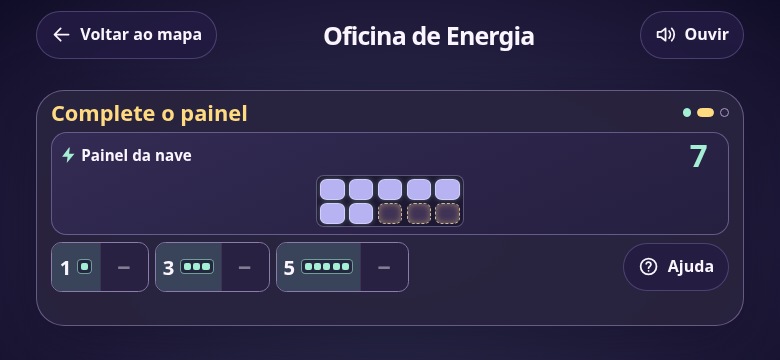 Voltar ao mapa
Oficina de Energia
Ouvir
Complete o painel
Painel da nave
7
1 –
3 –
5 –
Ajuda